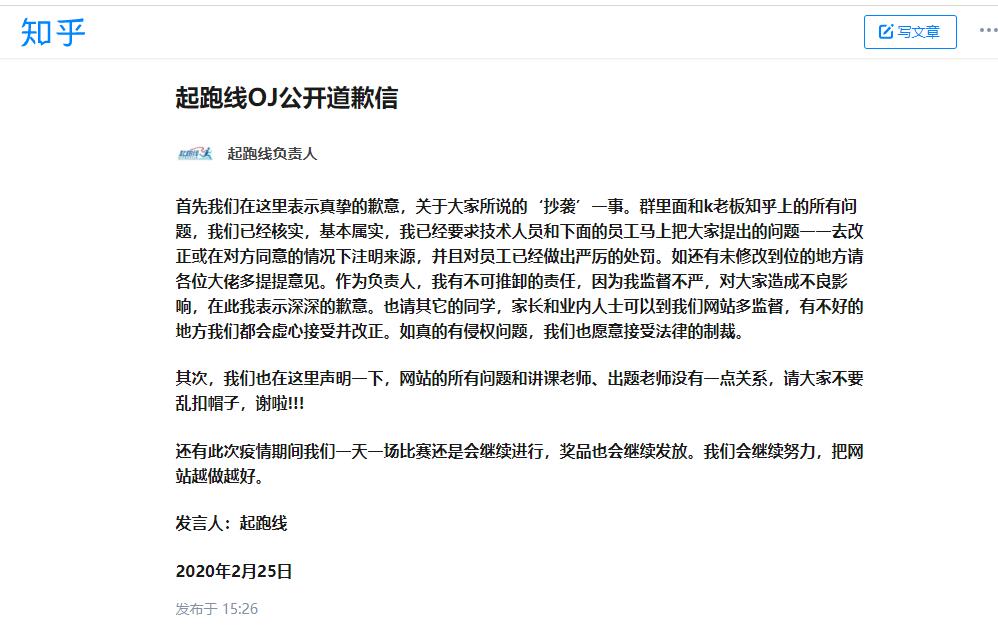 知乎
写文章
起跑线OJ公开道歉信
起跑线负责人
首先我们在这里表示真挚的歉意，关于大家所说的‘抄袭’一事。群里面和k老板知乎上的所有问
题，我们已经核实，基本属实，我已经要求技术人员和下面的员工马上把大家提出的问题一一去改
正或在对方同意的情况下注明来源，并且对员工已经做出严厉的处罚。如还有未修改到位的地方请
各位大佬多提提意见。作为负责人，我有不可推卸的责任，因为我监督不严，对大家造成不良影
响，在此我表示深深的歉意。也请其它的同学，家长和业内人士可以到我们网站多监督，有不好的
地方我们都会虚心接受并改正。如真的有侵权问题，我们也愿意接受法律的制裁。
其次，我们也在这里声明一下，网站的所有问题和讲课老师、出题老师没有一点关系，请大家不要
乱扣帽子，谢啦!!!
还有此次疫情期间我们一天一场比赛还是会继续进行，奖品也会继续发放。我们会继续努力，把网
站越做越好。
发言人：起跑线
2020年2月25日
发布于 15:26